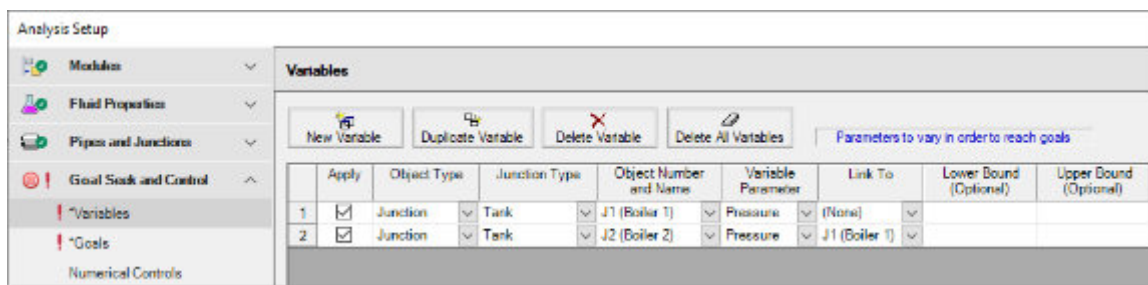 Analysis Setup
Modules
Fluid Properties
Pipes and Junctions
Goal Seek and Control
! *Variables
! *Goals
Numerical Controls
Variables
New Variable Duplicate Variable Delete Variable Delete All Variables Parameters to vary in order to reach goals
Apply Object Type Junction Type Object Number and Name Variable Parameter Link To Lower Bound (Optional) Upper Bound (Optional)
1 Junction Tank J1 (Boiler 1) Pressure (None)
2 Junction Tank J2 (Boiler 2) Pressure J1 (Boiler 1)